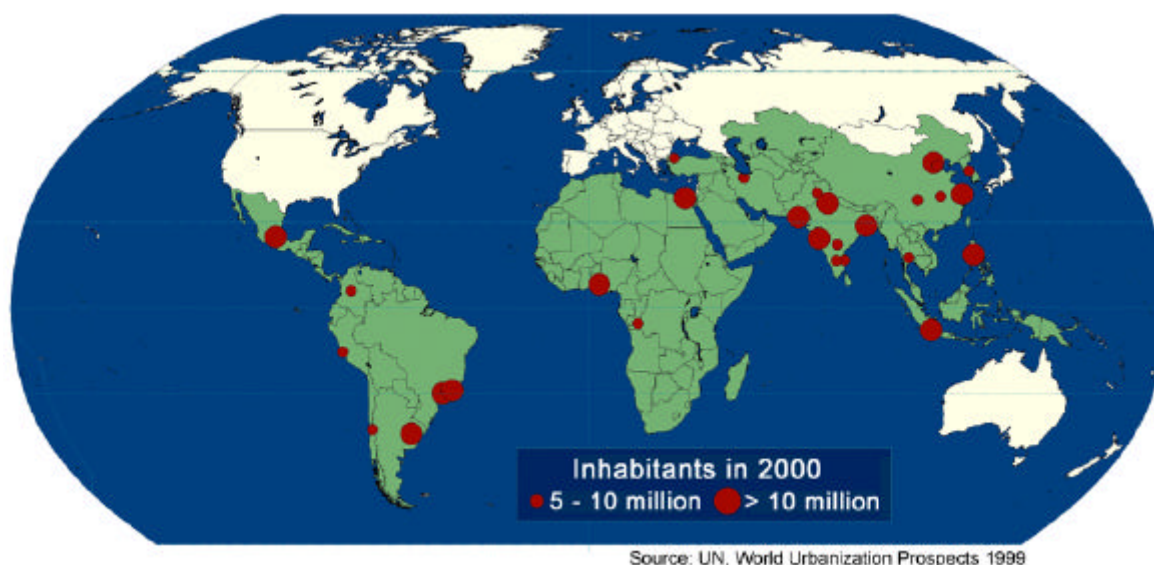 Inhabitants in 2000
5 - 10 million > 10 million
Source: UN, World Urbanization Prospects 1999